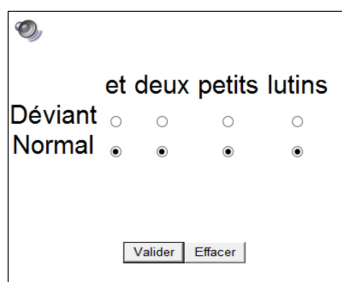 et deux petits lutins
Déviant
Normal
Valider Effacer